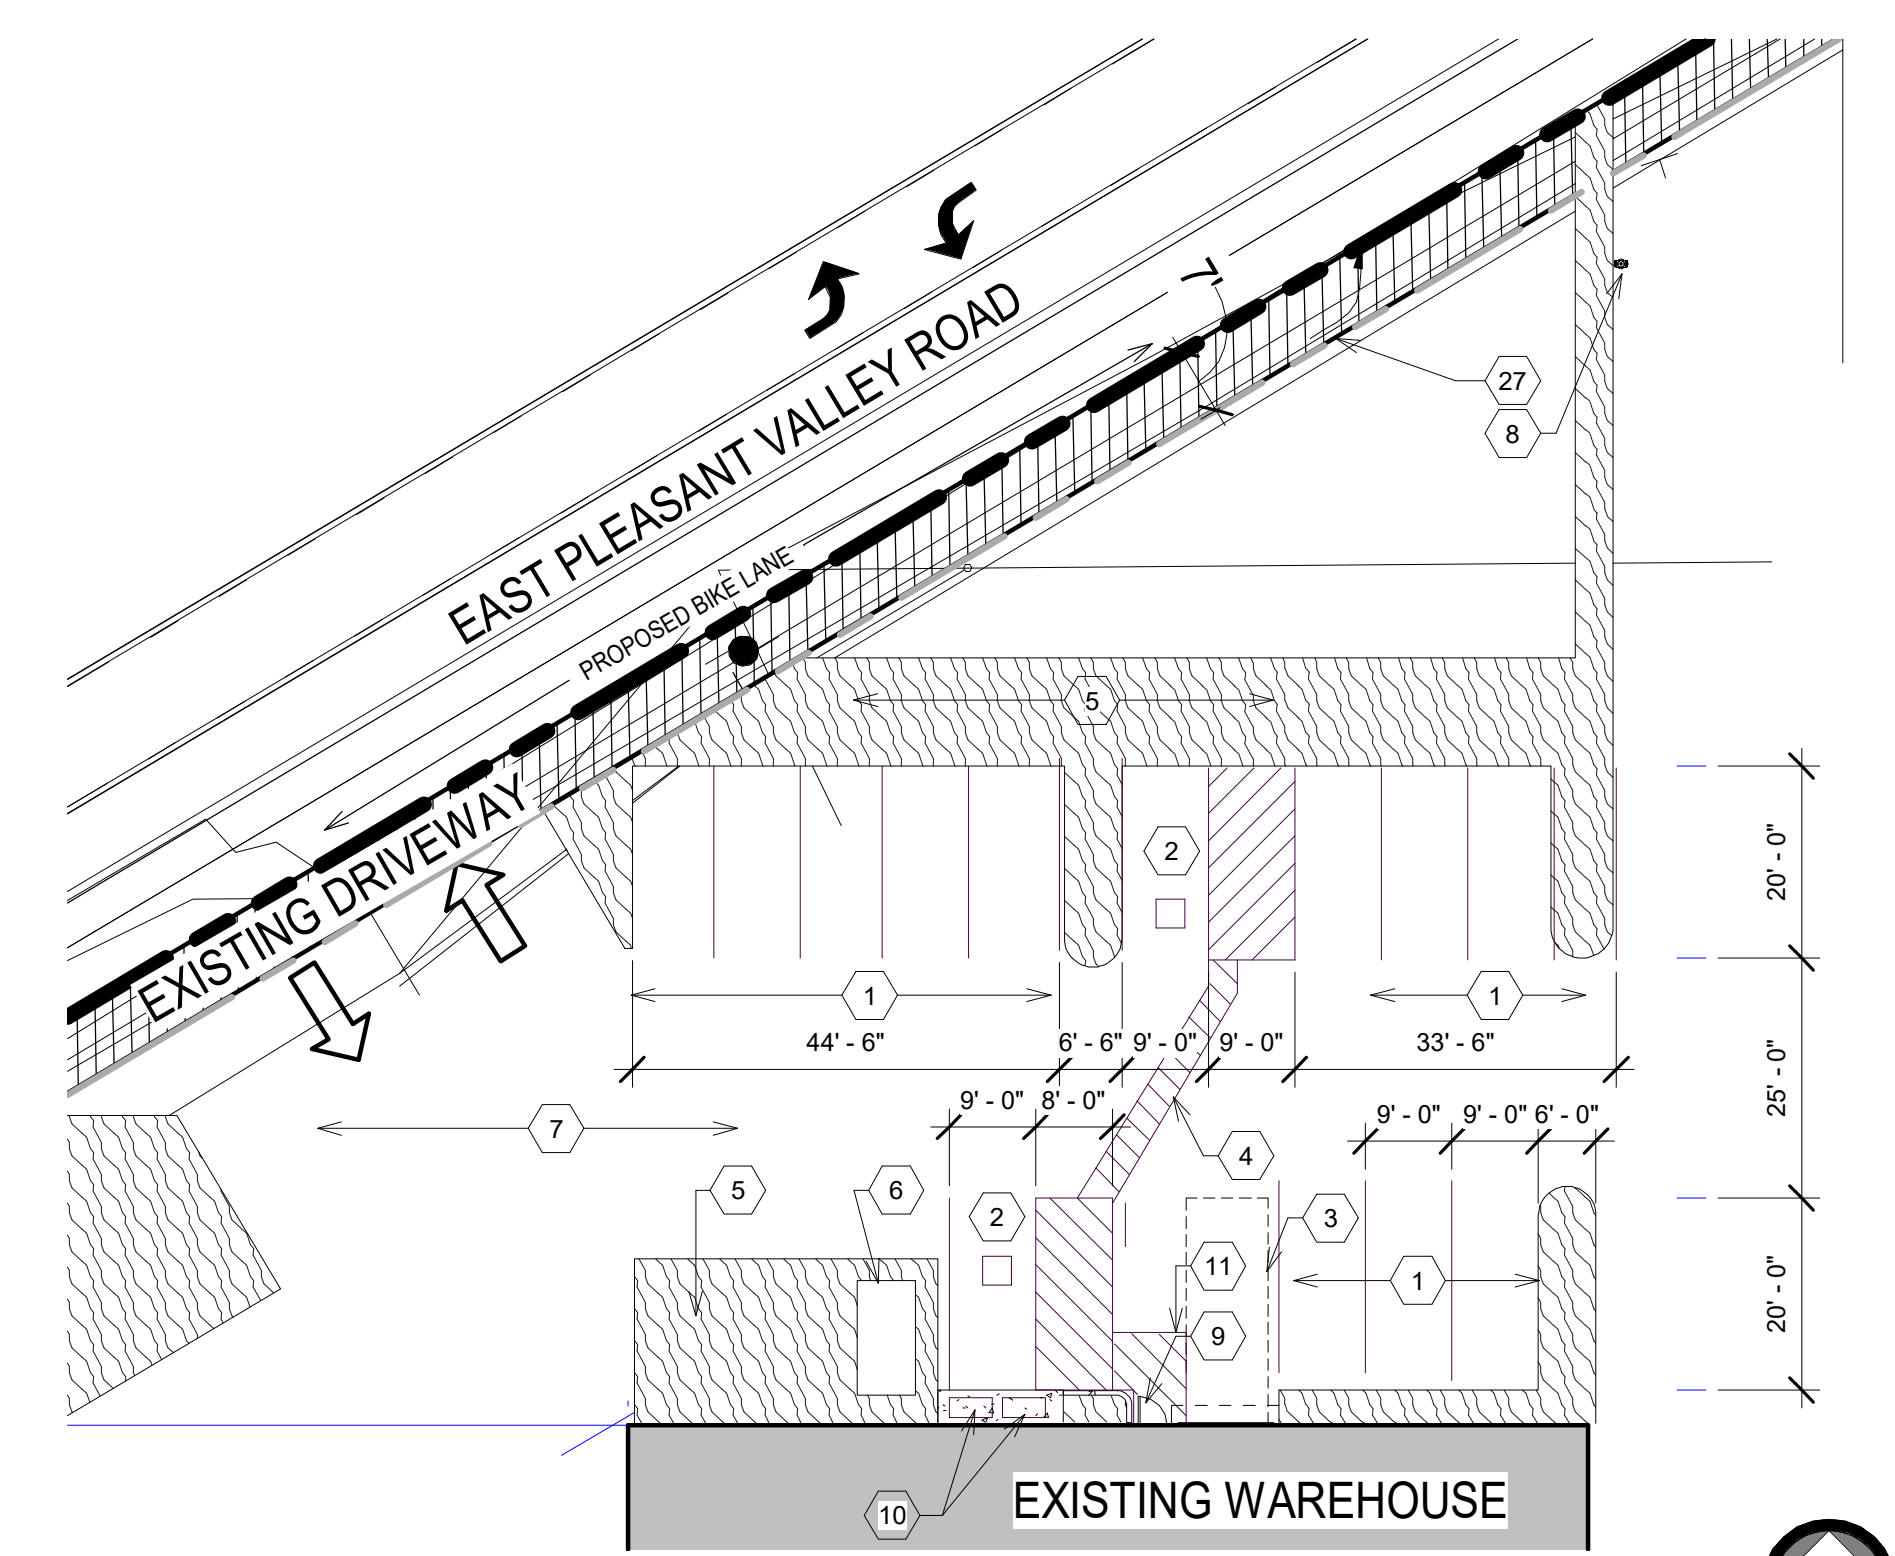 7'
EAST PLEASANT VALLEY ROAD
27
8
PROPOSED BIKE LANE
5
EXISTING DRIVEWAY
2
20' - 0"
1
1
44' - 6"
6' - 6"
9' - 0"
9' - 0"
33' - 6"
25' - 0"
9' - 0"
8' - 0"
9' - 0"
9' - 0"
6' - 0"
7
4
5
6
2
3
11
1
20' - 0"
9
10
EXISTING WAREHOUSE